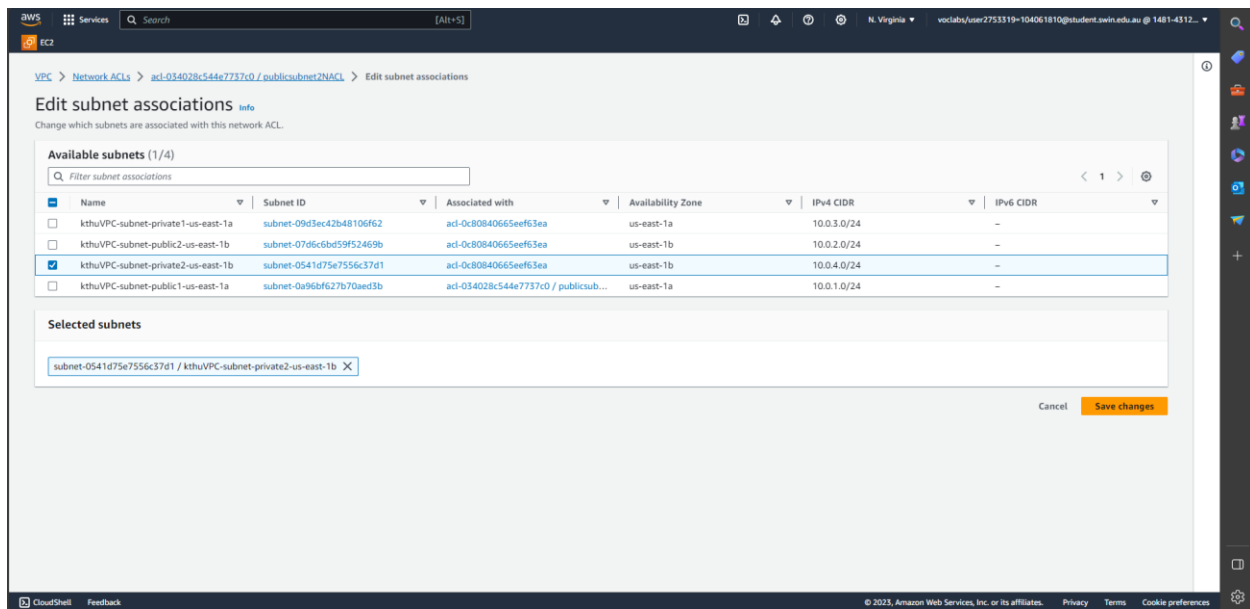 aws Services Search [Alt+S] N. Virginia voclabs/user2753319=104061810@student.swin.edu.au @ 1481-4312...
EC2
VPC > Network ACLs > acl-034028c544e7737c0 / publicsubnet2NACL > Edit subnet associations
Edit subnet associations Info
Change which subnets are associated with this network ACL.
Available subnets (1/4)
Filter subnet associations < 1 >
Name Subnet ID Associated with Availability Zone IPv4 CIDR IPv6 CIDR
kthuVPC-subnet-private1-us-east-1a subnet-09d3ec42b48106f62 acl-0c80840665eef63ea us-east-1a 10.0.3.0/24 –
kthuVPC-subnet-public2-us-east-1b subnet-07d6c6bd59f52469b acl-0c80840665eef63ea us-east-1b 10.0.2.0/24 –
kthuVPC-subnet-private2-us-east-1b subnet-0541d75e7556c37d1 acl-0c80840665eef63ea us-east-1b 10.0.4.0/24 –
kthuVPC-subnet-public1-us-east-1a subnet-0a96bf627b70aed3b acl-034028c544e7737c0 / publicsub... us-east-1a 10.0.1.0/24 –
Selected subnets
subnet-0541d75e7556c37d1 / kthuVPC-subnet-private2-us-east-1b X
Cancel Save changes
CloudShell Feedback © 2023, Amazon Web Services, Inc. or its affiliates. Privacy Terms Cookie preferences